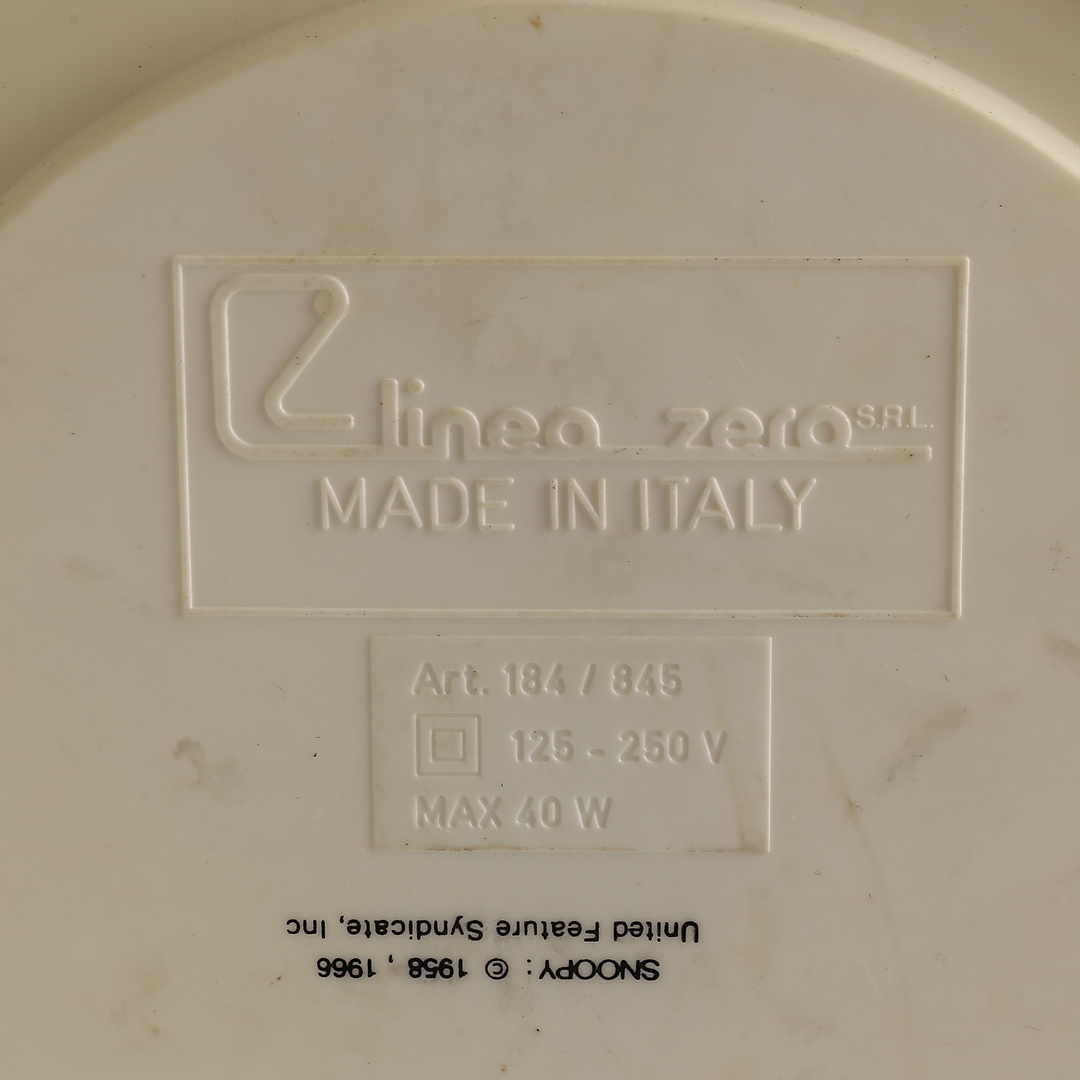 linea zero S.R.L.
MADE IN ITALY
Art. 184 / 845
125 - 250 V
MAX 40 W
SNOOPY: © 1958, 1966
United Feature Syndicate, Inc